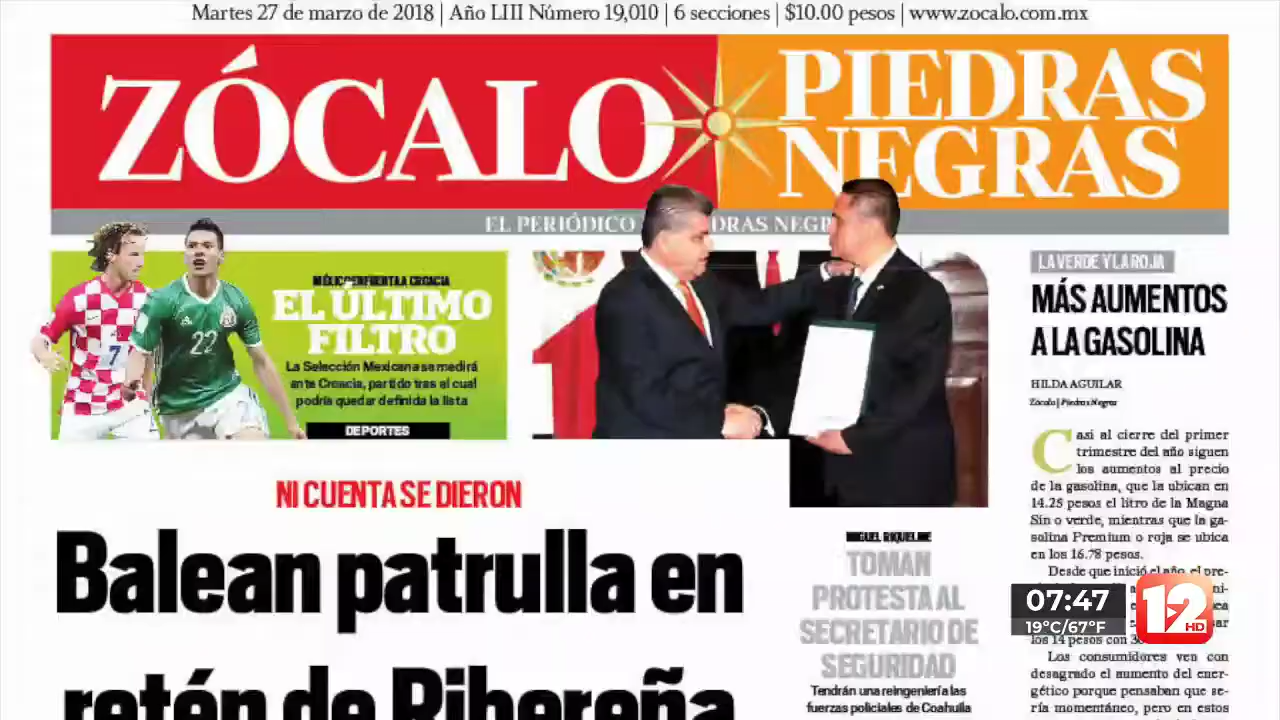 Martes 27 de marzo de 2018 | Año LIII Número 19,010 | 6 secciones | $10.00 pesos | www.zocalo.com.mx
ZÓCALO
PIEDRAS
NEGRAS
EL PERIÓDICO DRAS NEGR
MÉXICO ENFRENTA A CROACIA
EL ÚLTIMO
FILTRO
La Selección Mexicana se medirá
ante Croacia, partido tras el cual
podría quedar definida la lista
DEPORTES
7
22
NI CUENTA SE DIERON
Balean patrulla en
retén de Ribereña
MIGUEL RIQUELME
TOMAN
PROTESTA AL
SECRETARIO DE
SEGURIDAD
Tendrán una reingeniería las
fuerzas policiales de Coahuila
LA VERDE Y LA ROJA
MÁS AUMENTOS
A LA GASOLINA
HILDA AGUILAR
Zócalo | Piedras Negras
Casi al cierre del primer
trimestre del año siguen
los aumentos al precio
de la gasolina, que la ubican en
14.25 pesos el litro de la Magna
Sin o verde, mientras que la ga-
solina Premium o roja se ubica
en los 16.78 pesos.
Desde que inició el año, el pre-
los 14 pesos con
Los consumidores ven con
desagrado el aumento del ener-
gético porque pensaban que se-
ría momentáneo, pero en estos
07:47
19°C/67°F
12
HD